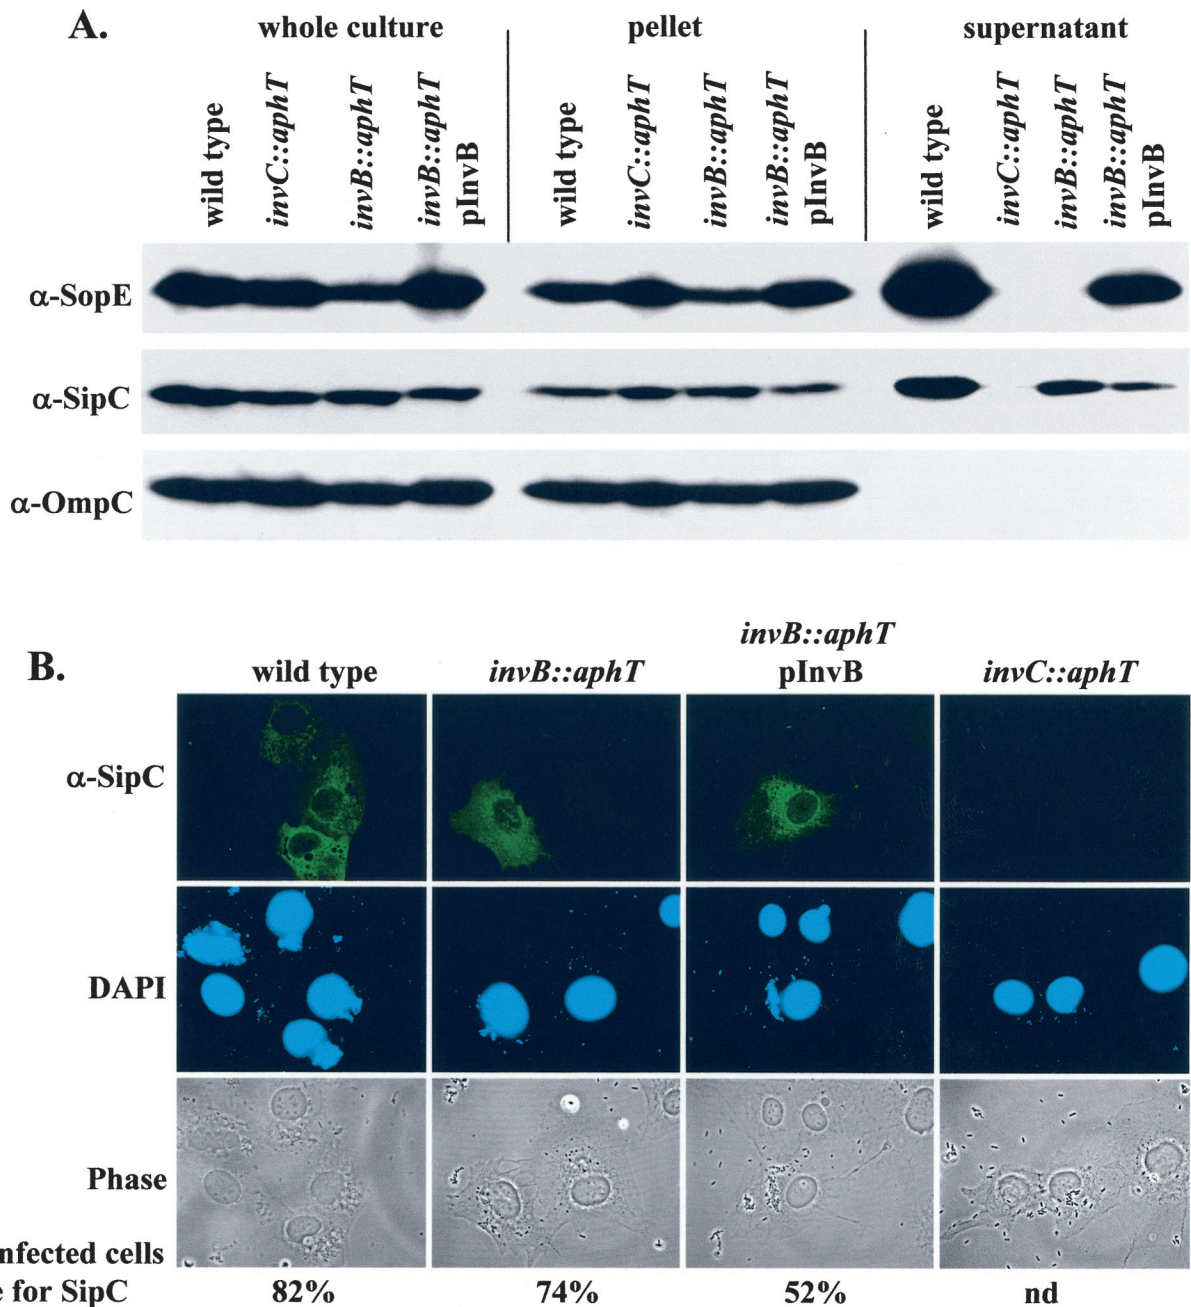 A.
whole culture pellet supernatant
wild type invC::aphT invB::aphT invB::aphT pInvB wild type invC::aphT invB::aphT invB::aphT pInvB wild type invC::aphT invB::aphT invB::aphT pInvB
α-SopE
α-SipC
α-OmpC
B.
invB::aphT
wild type invB::aphT pInvB invC::aphT
α-SipC
DAPI
Phase
nfected cells
e for SipC 82% 74% 52% nd